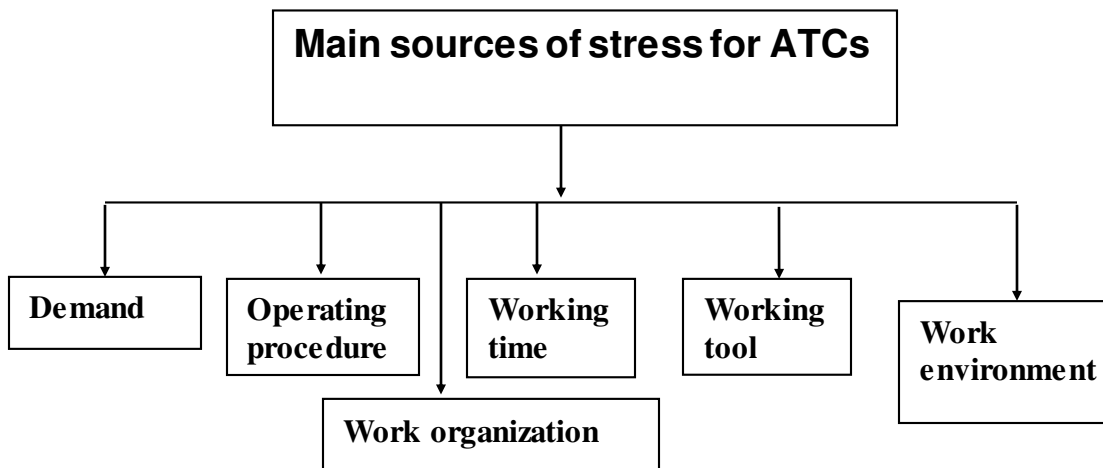 Main sources of stress for ATCs
Demand
Operating
procedure
Working
time
Working
tool
Work
environment
Work organization